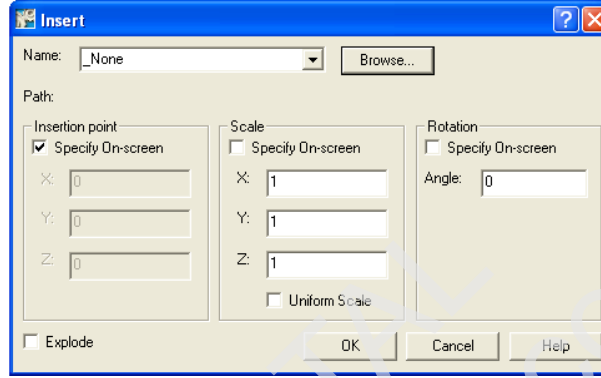 Insert
Name: _None Browse...
Path:
Insertion point Scale Rotation
Specify On-screen Specify On-screen Specify On-screen
X: 0 X: 1 Angle: 0
Y: 0 Y: 1
Z: 0 Z: 1
Uniform Scale
Explode OK Cancel Help